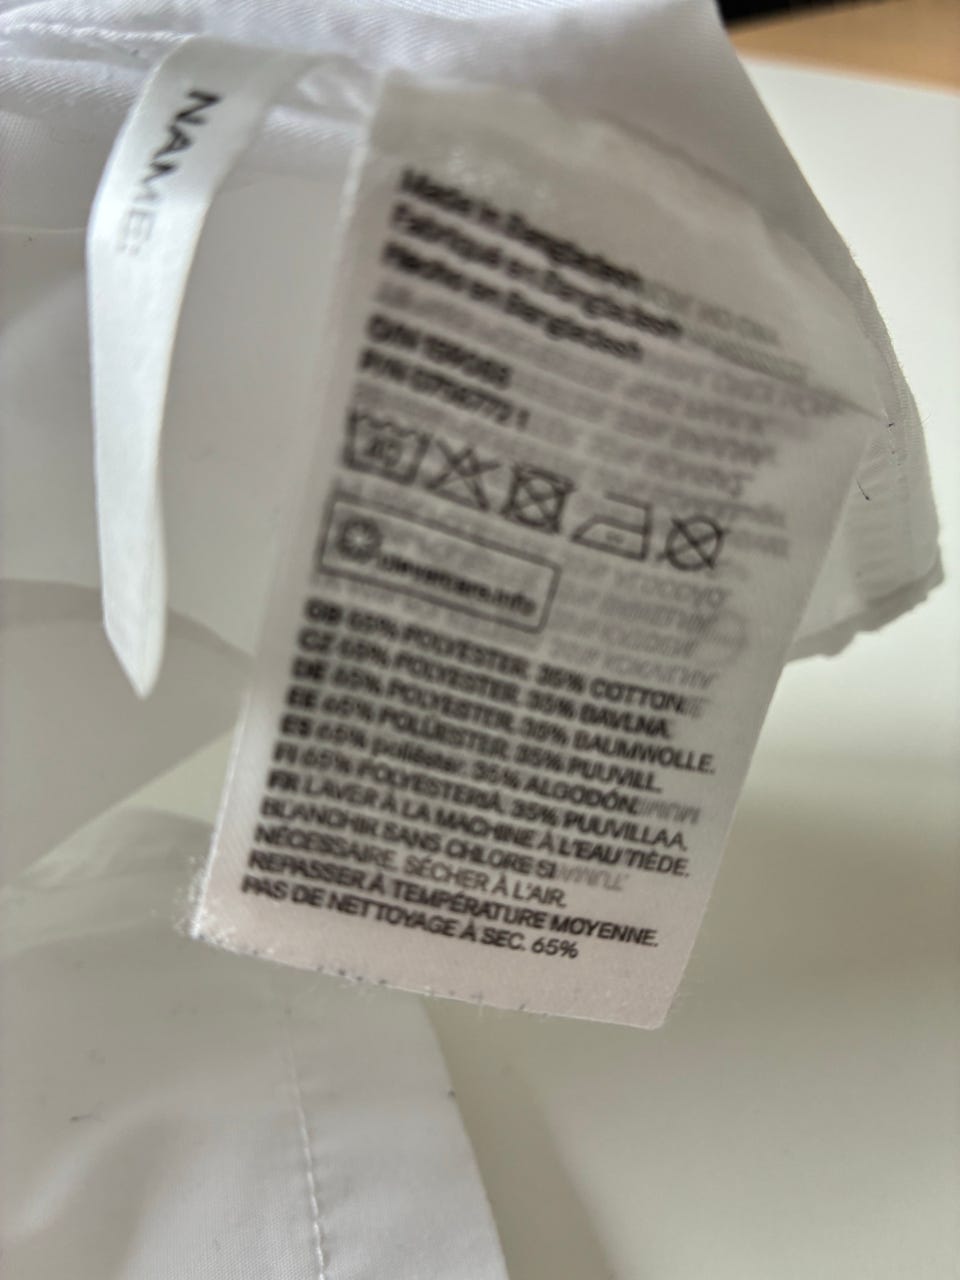 NAME:
Made in Bangladesh
Fabriqué en Bangladesh
Hecho en Bangladesh
40
clevercare.info
GB 65% POLYESTER. 35% COTTON.
CZ 65% POLYESTER. 35% BAVLNA.
DE 65% POLYESTER. 35% BAUMWOLLE.
EE 65% POLÜESTER. 35% PUUVILL.
ES 65% poliéster. 35% ALGODÓN.
FI 65% POLYESTERIÄ. 35% PUUVILLAA.
FR LAVER À LA MACHINE À L'EAU TIÈDE.
BLANCHIR SANS CHLORE SI
NÉCESSAIRE. SÉCHER À L'AIR.
REPASSER À TEMPÉRATURE MOYENNE.
PAS DE NETTOYAGE À SEC. 65%